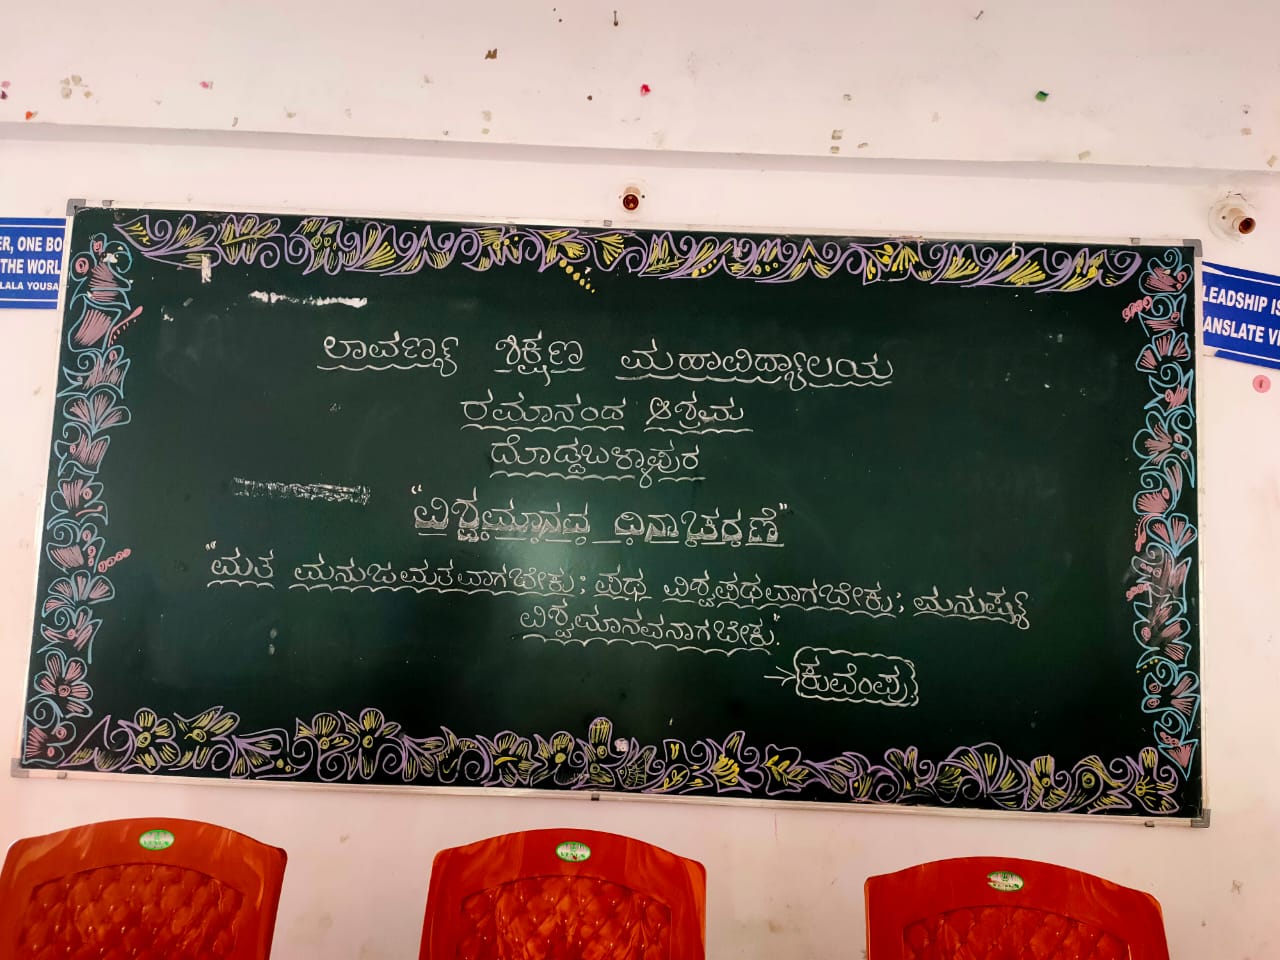 ಲಾವಣ್ಯ ಶಿಕ್ಷಣ ಮಹಾವಿದ್ಯಾಲಯ
ರಮಾನಂದ ಆಶ್ರಮ
ದೊಡ್ಡಬಳ್ಳಾಪುರ
"ವಿಶ್ವಮಾನವ ದಿನಾಚರಣೆ"
"ಮತ ಮನುಜಮತವಾಗಬೇಕು; ಪಥ ವಿಶ್ವಪಥವಾಗಬೇಕು; ಮನುಷ್ಯ
ವಿಶ್ವಮಾನವನಾಗಬೇಕು"
→ ಕುವೆಂಪು
ER, ONE BO
THE WORL
LALA YOUSA
LEADSHIP IS
ANSLATE VI